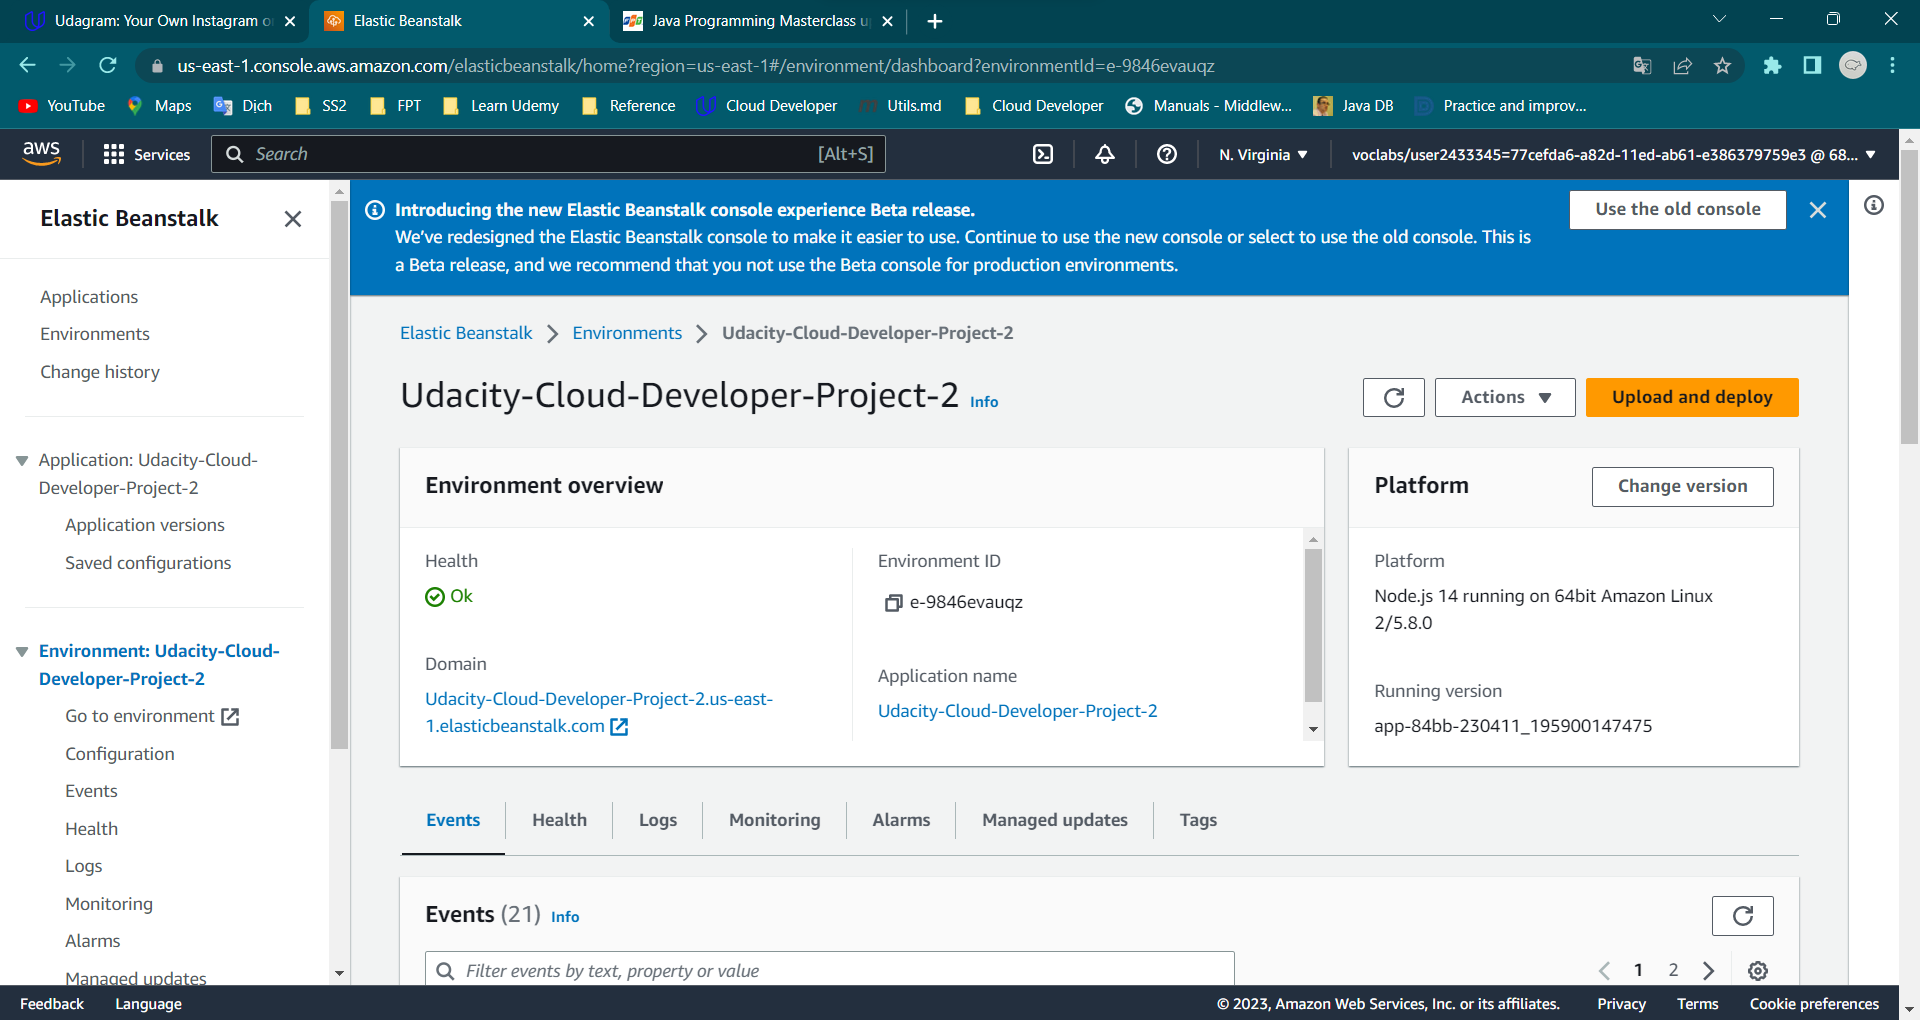 Udagram: Your Own Instagram o
Elastic Beanstalk
Java Programming Masterclass u
us-east-1.console.aws.amazon.com/elasticbeanstalk/home?region=us-east-1#/environment/dashboard?environmentId=e-9846evauqz
YouTube
Maps
Dịch
SS2
FPT
Learn Udemy
Reference
Cloud Developer
Utils.md
Cloud Developer
Manuals - Middlew...
Java DB
Practice and improv...
aws
Services
Search
[Alt+S]
N. Virginia
voclabs/user2433345=77cefda6-a82d-11ed-ab61-e386379759e3 @ 68...
Elastic Beanstalk
Applications
Environments
Change history
Application: Udacity-Cloud-
Developer-Project-2
Application versions
Saved configurations
Environment: Udacity-Cloud-
Developer-Project-2
Go to environment
Configuration
Events
Health
Logs
Monitoring
Alarms
Managed updates
Introducing the new Elastic Beanstalk console experience Beta release.
We've redesigned the Elastic Beanstalk console to make it easier to use. Continue to use the new console or select to use the old console. This is
a Beta release, and we recommend that you not use the Beta console for production environments.
Use the old console
Elastic Beanstalk
Environments
Udacity-Cloud-Developer-Project-2
Udacity-Cloud-Developer-Project-2 Info
Actions
Upload and deploy
Environment overview
Health
Ok
Domain
Udacity-Cloud-Developer-Project-2.us-east-
1.elasticbeanstalk.com
Environment ID
e-9846evauqz
Application name
Udacity-Cloud-Developer-Project-2
Platform
Change version
Platform
Node.js 14 running on 64bit Amazon Linux
2/5.8.0
Running version
app-84bb-230411_195900147475
Events
Health
Logs
Monitoring
Alarms
Managed updates
Tags
Events (21) Info
Filter events by text, property or value
1
2
Feedback
Language
© 2023, Amazon Web Services, Inc. or its affiliates.
Privacy
Terms
Cookie preferences